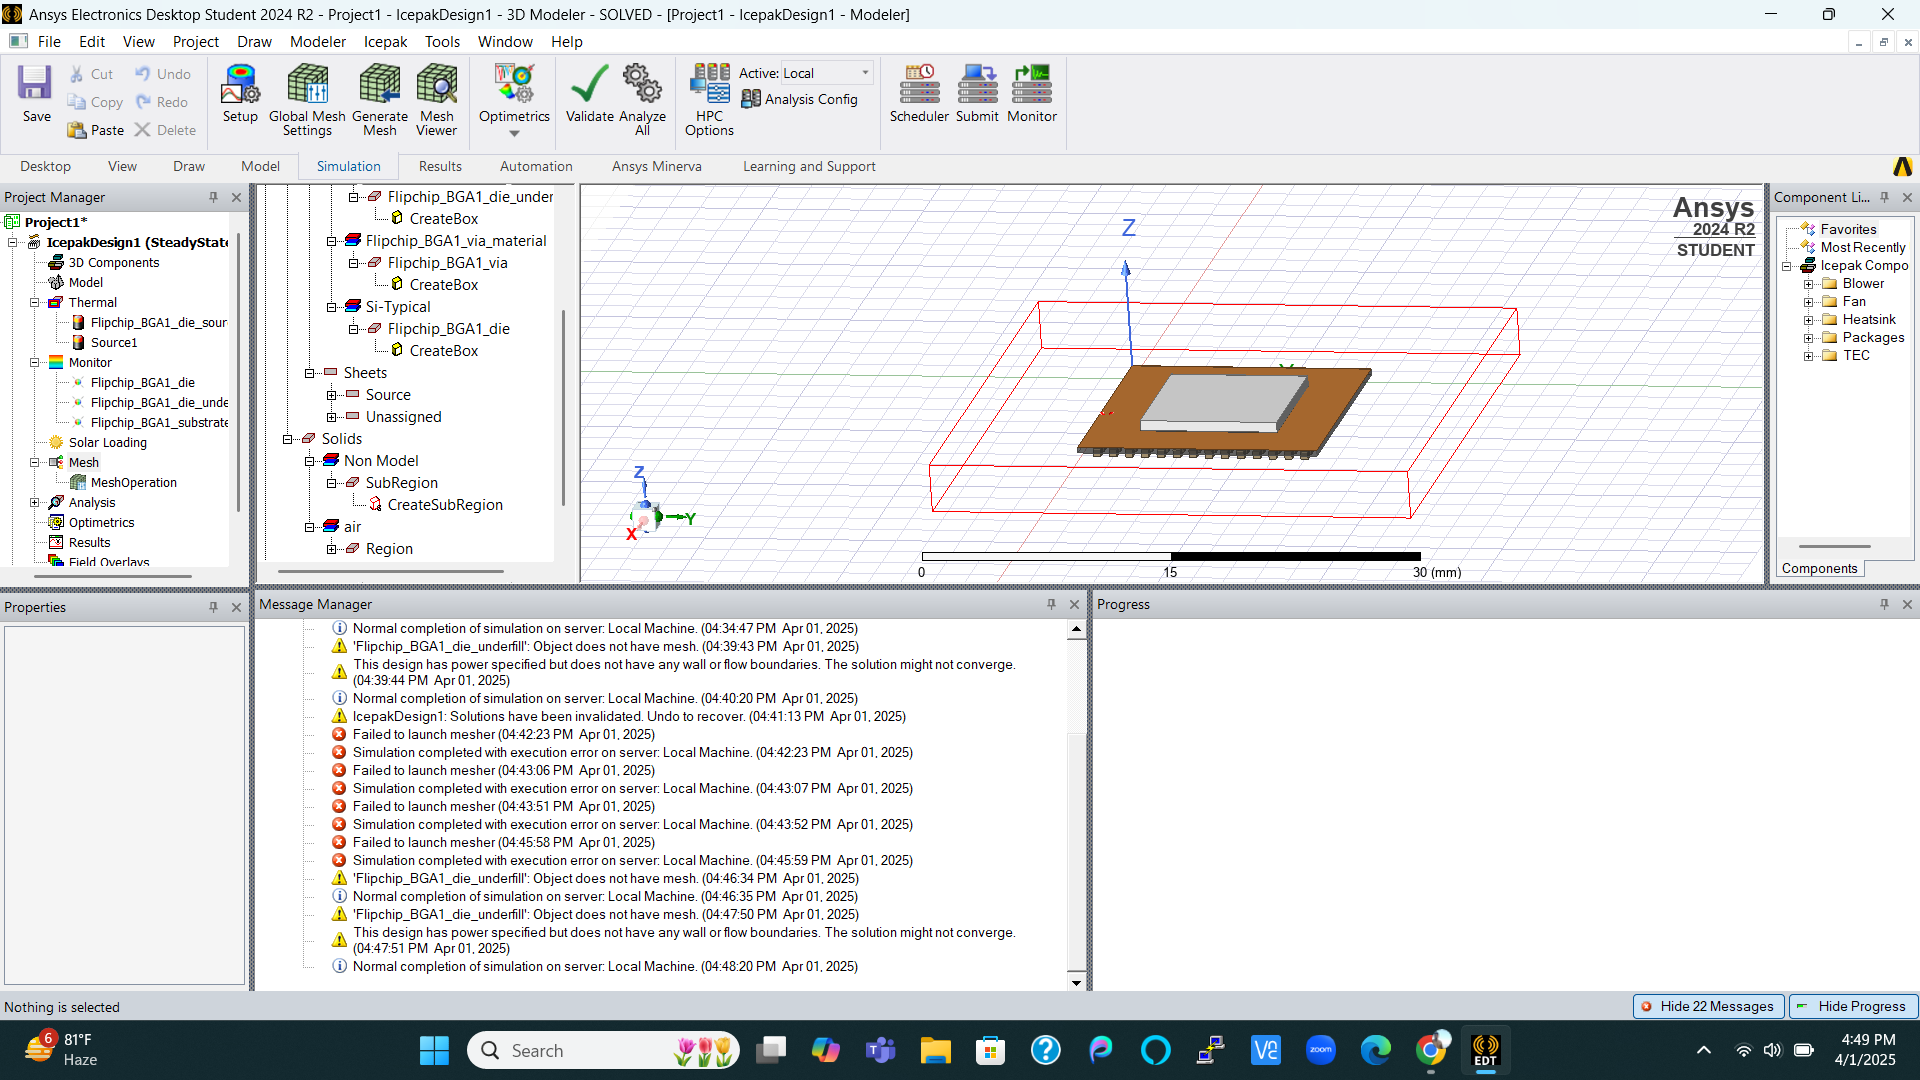 Ansys Electronics Desktop Student 2024 R2 - Project1 - IcepakDesign1 - 3D Modeler - SOLVED - [Project1 - IcepakDesign1 - Modeler]
File Edit View Project Draw Modeler Icepak Tools Window Help
Save
Cut
Copy
Paste
Undo
Redo
Delete
Setup
Global Mesh
Settings
Generate
Mesh
Mesh
Viewer
Optimetrics
Validate
Analyze
All
HPC
Options
Active: Local
Analysis Config
Scheduler
Submit
Monitor
Desktop View Draw Model Simulation Results Automation Ansys Minerva Learning and Support
Project Manager
Project1*
IcepakDesign1 (SteadyState
3D Components
Model
Thermal
Flipchip_BGA1_die_sour
Source1
Monitor
Flipchip_BGA1_die
Flipchip_BGA1_die_unde
Flipchip_BGA1_substrate
Solar Loading
Mesh
MeshOperation
Analysis
Optimetrics
Results
Field Overlays
Flipchip_BGA1_die_under
CreateBox
Flipchip_BGA1_via_material
Flipchip_BGA1_via
CreateBox
Si-Typical
Flipchip_BGA1_die
CreateBox
Sheets
Source
Unassigned
Solids
Non Model
SubRegion
CreateSubRegion
air
Region
Z
Z
Y
X
0
15
30 (mm)
Ansys
2024 R2
STUDENT
Component Li...
Favorites
Most Recently
Icepak Compo
Blower
Fan
Heatsink
Packages
TEC
Components
Properties
Message Manager
Normal completion of simulation on server: Local Machine. (04:34:47 PM Apr 01, 2025)
'Flipchip_BGA1_die_underfill': Object does not have mesh. (04:39:43 PM Apr 01, 2025)
This design has power specified but does not have any wall or flow boundaries. The solution might not converge.
(04:39:44 PM Apr 01, 2025)
Normal completion of simulation on server: Local Machine. (04:40:20 PM Apr 01, 2025)
IcepakDesign1: Solutions have been invalidated. Undo to recover. (04:41:13 PM Apr 01, 2025)
Failed to launch mesher (04:42:23 PM Apr 01, 2025)
Simulation completed with execution error on server: Local Machine. (04:42:23 PM Apr 01, 2025)
Failed to launch mesher (04:43:06 PM Apr 01, 2025)
Simulation completed with execution error on server: Local Machine. (04:43:07 PM Apr 01, 2025)
Failed to launch mesher (04:43:51 PM Apr 01, 2025)
Simulation completed with execution error on server: Local Machine. (04:43:52 PM Apr 01, 2025)
Failed to launch mesher (04:45:58 PM Apr 01, 2025)
Simulation completed with execution error on server: Local Machine. (04:45:59 PM Apr 01, 2025)
'Flipchip_BGA1_die_underfill': Object does not have mesh. (04:46:34 PM Apr 01, 2025)
Normal completion of simulation on server: Local Machine. (04:46:35 PM Apr 01, 2025)
'Flipchip_BGA1_die_underfill': Object does not have mesh. (04:47:50 PM Apr 01, 2025)
This design has power specified but does not have any wall or flow boundaries. The solution might not converge.
(04:47:51 PM Apr 01, 2025)
Normal completion of simulation on server: Local Machine. (04:48:20 PM Apr 01, 2025)
Progress
Nothing is selected
Hide 22 Messages
Hide Progress
6
81°F
Haze
Search
zoom
EDT
4:49 PM
4/1/2025